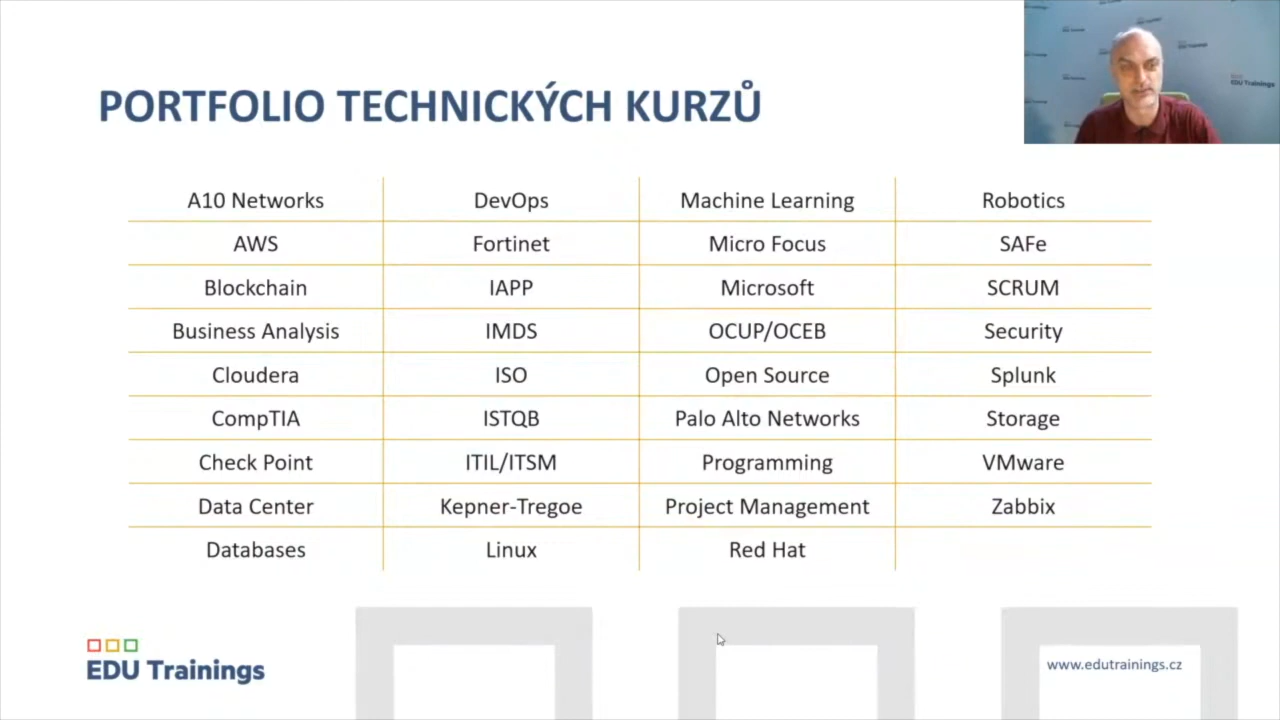 PORTFOLIO TECHNICKÝCH KURZŮ
EDU Trainings
A10 Networks DevOps Machine Learning Robotics
AWS Fortinet Micro Focus SAFe
Blockchain IAPP Microsoft SCRUM
Business Analysis IMDS OCUP/OCEB Security
Cloudera ISO Open Source Splunk
CompTIA ISTQB Palo Alto Networks Storage
Check Point ITIL/ITSM Programming VMware
Data Center Kepner-Tregoe Project Management Zabbix
Databases Linux Red Hat
EDU Trainings
www.edutrainings.cz